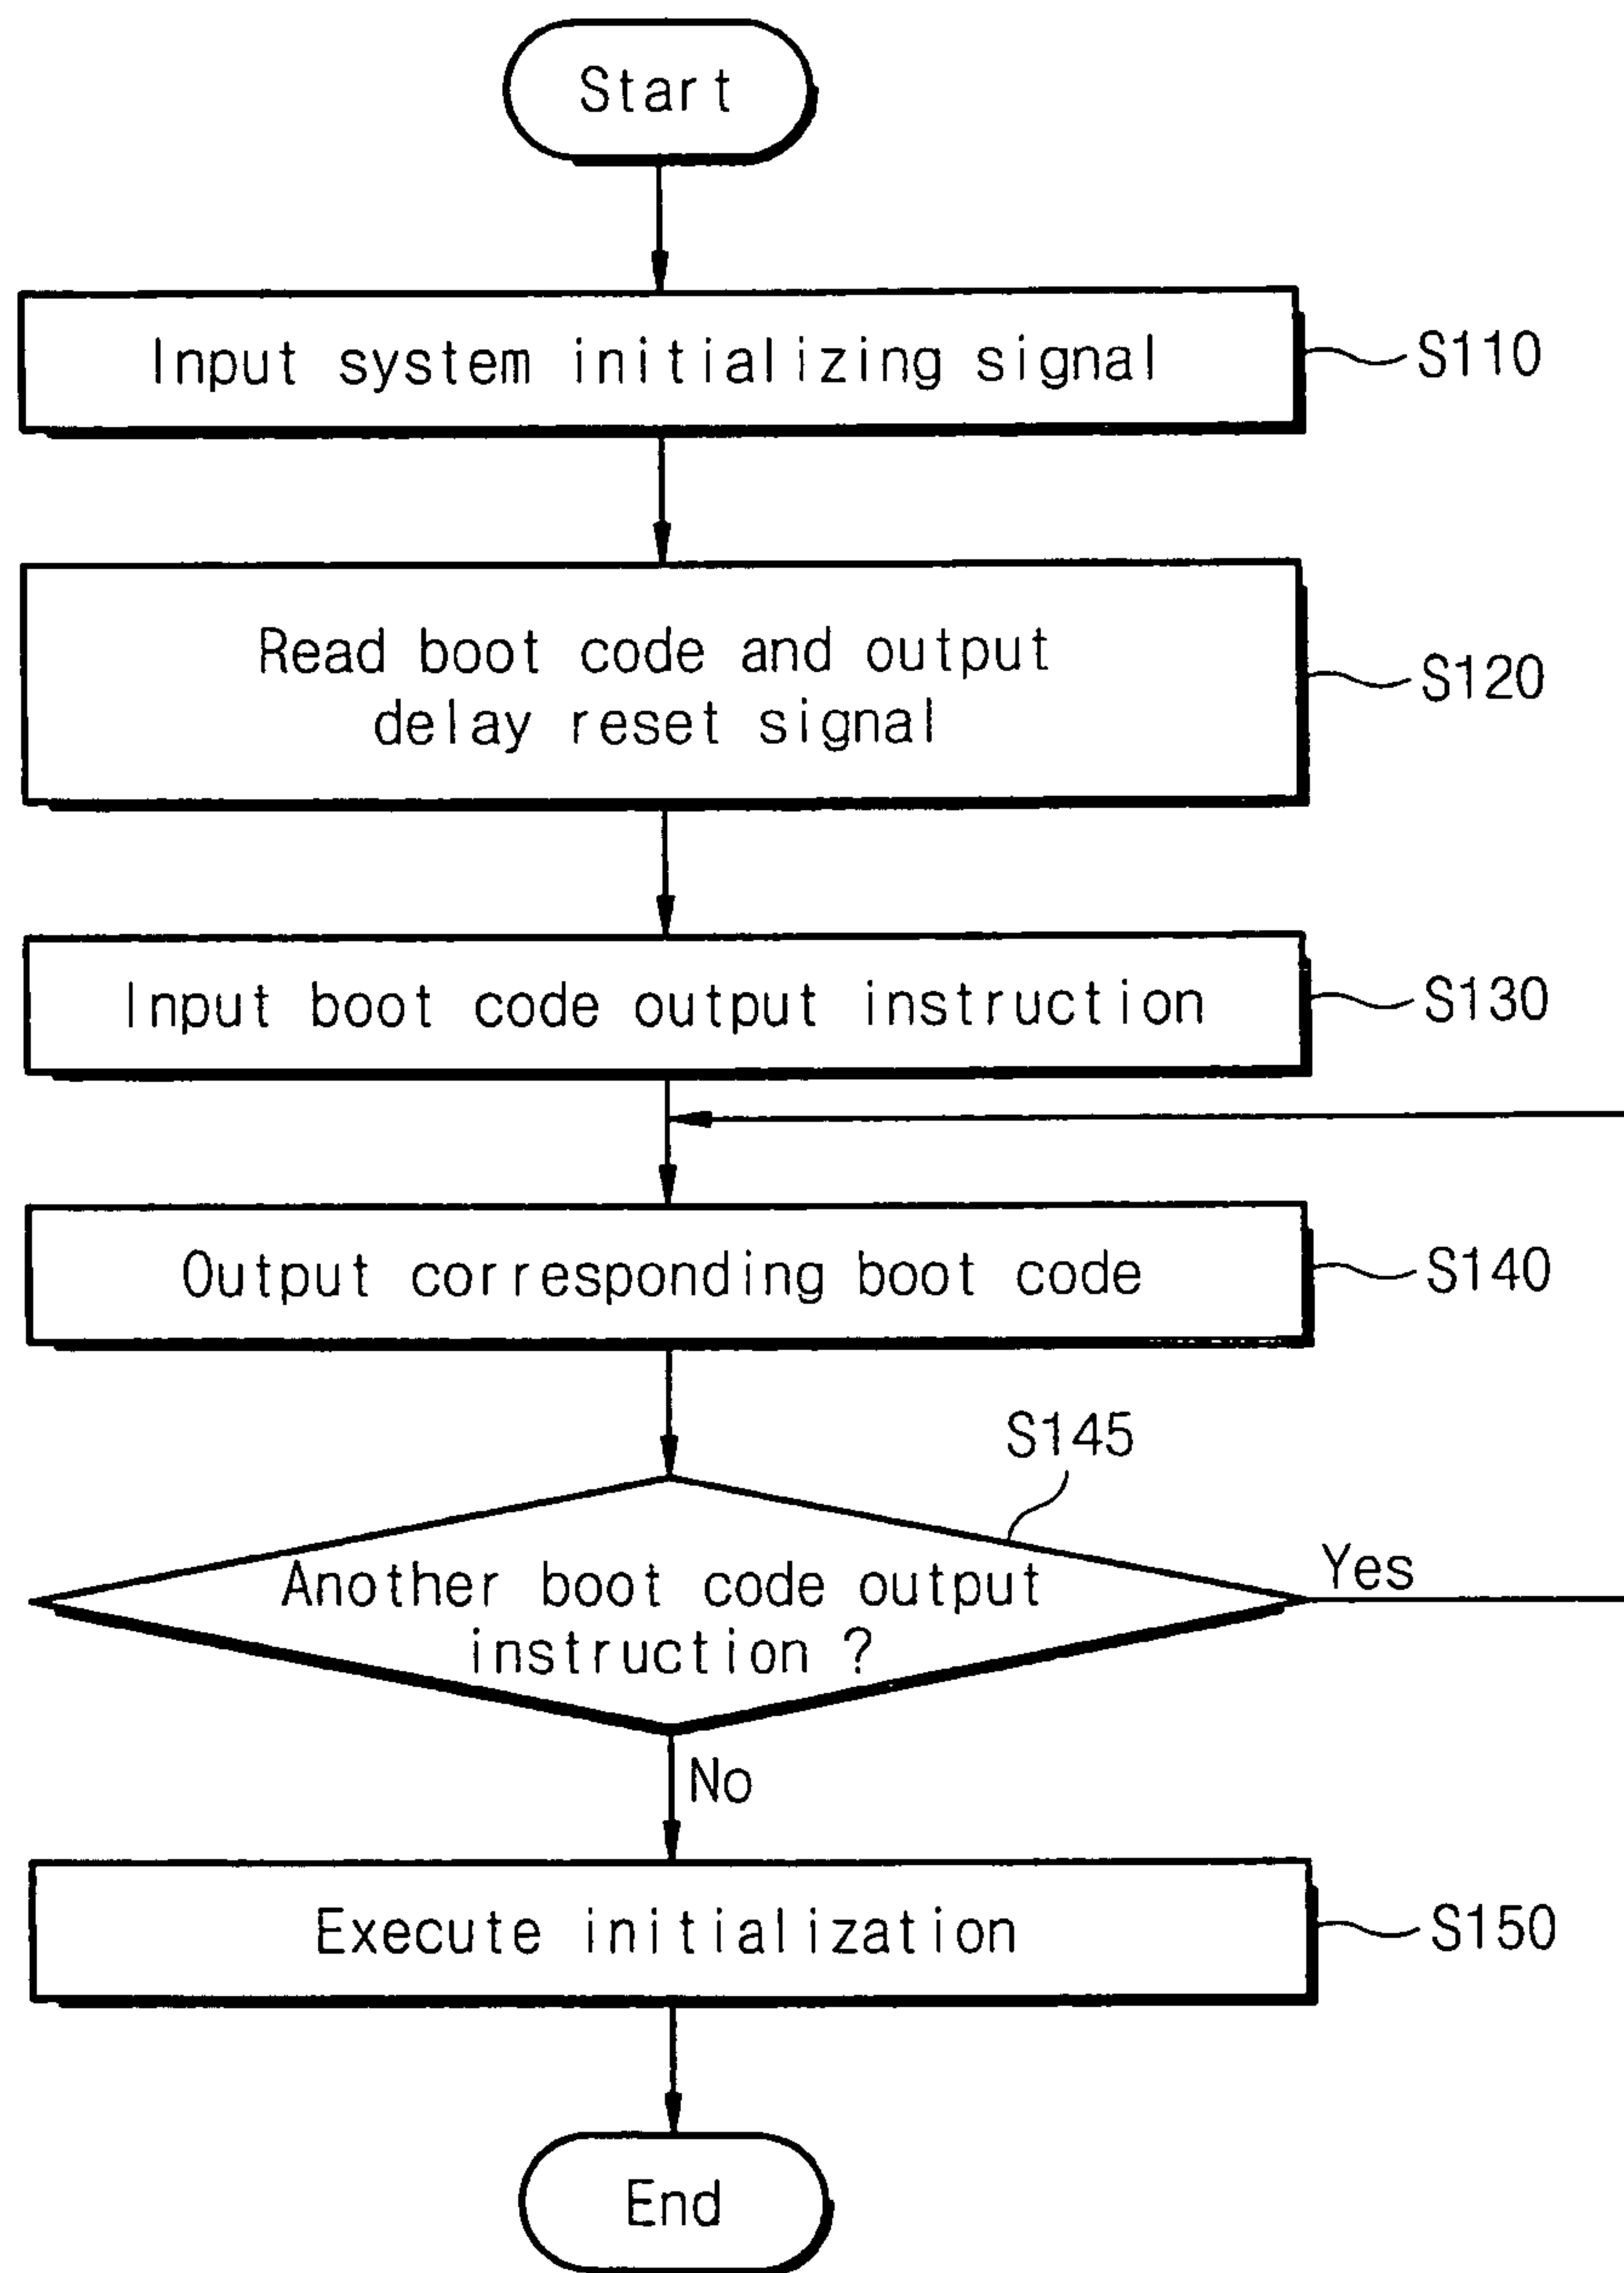 Start
Input system initializing signal
S110
Read boot code and output
delay reset signal
S120
Input boot code output instruction
S130
Output corresponding boot code
S140
S145
Another boot code output
instruction ?
Yes
No
Execute initialization
S150
End